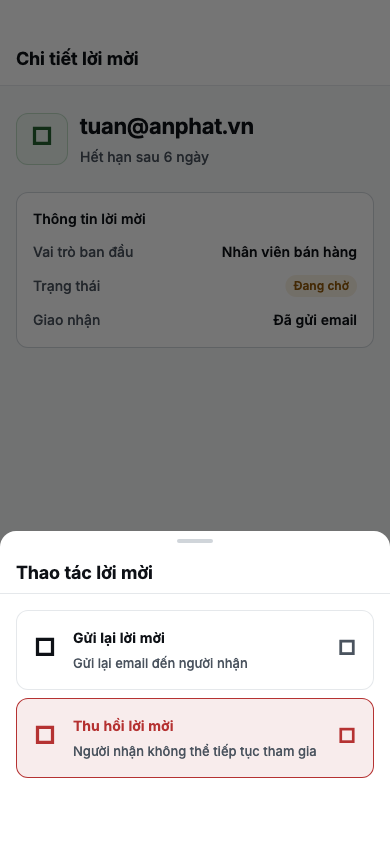 Chi tiết lời mời
tuan@anphat.vn
Hết hạn sau 6 ngày
Thông tin lời mời
Vai trò ban đầu Nhân viên bán hàng
Trạng thái Đang chờ
Giao nhận Đã gửi email
Thao tác lời mời
Gửi lại lời mời
Gửi lại email đến người nhận
Thu hồi lời mời
Người nhận không thể tiếp tục tham gia